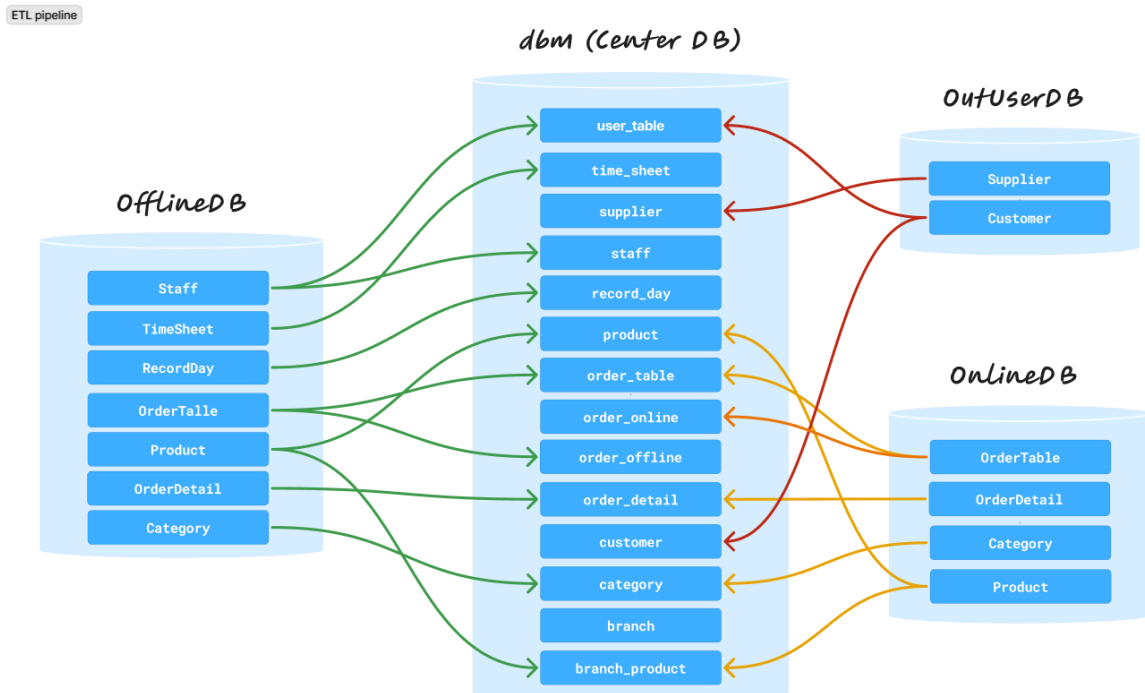 ETL pipeline
dbm (Center DB)
user_table
time_sheet
supplier
staff
record_day
product
order_table
order_online
order_offline
order_detail
customer
category
branch
branch_product
OfflineDB
Staff
TimeSheet
RecordDay
OrderTalle
Product
OrderDetail
Category
OutUserDB
Supplier
Customer
OnlineDB
OrderTable
OrderDetail
Category
Product